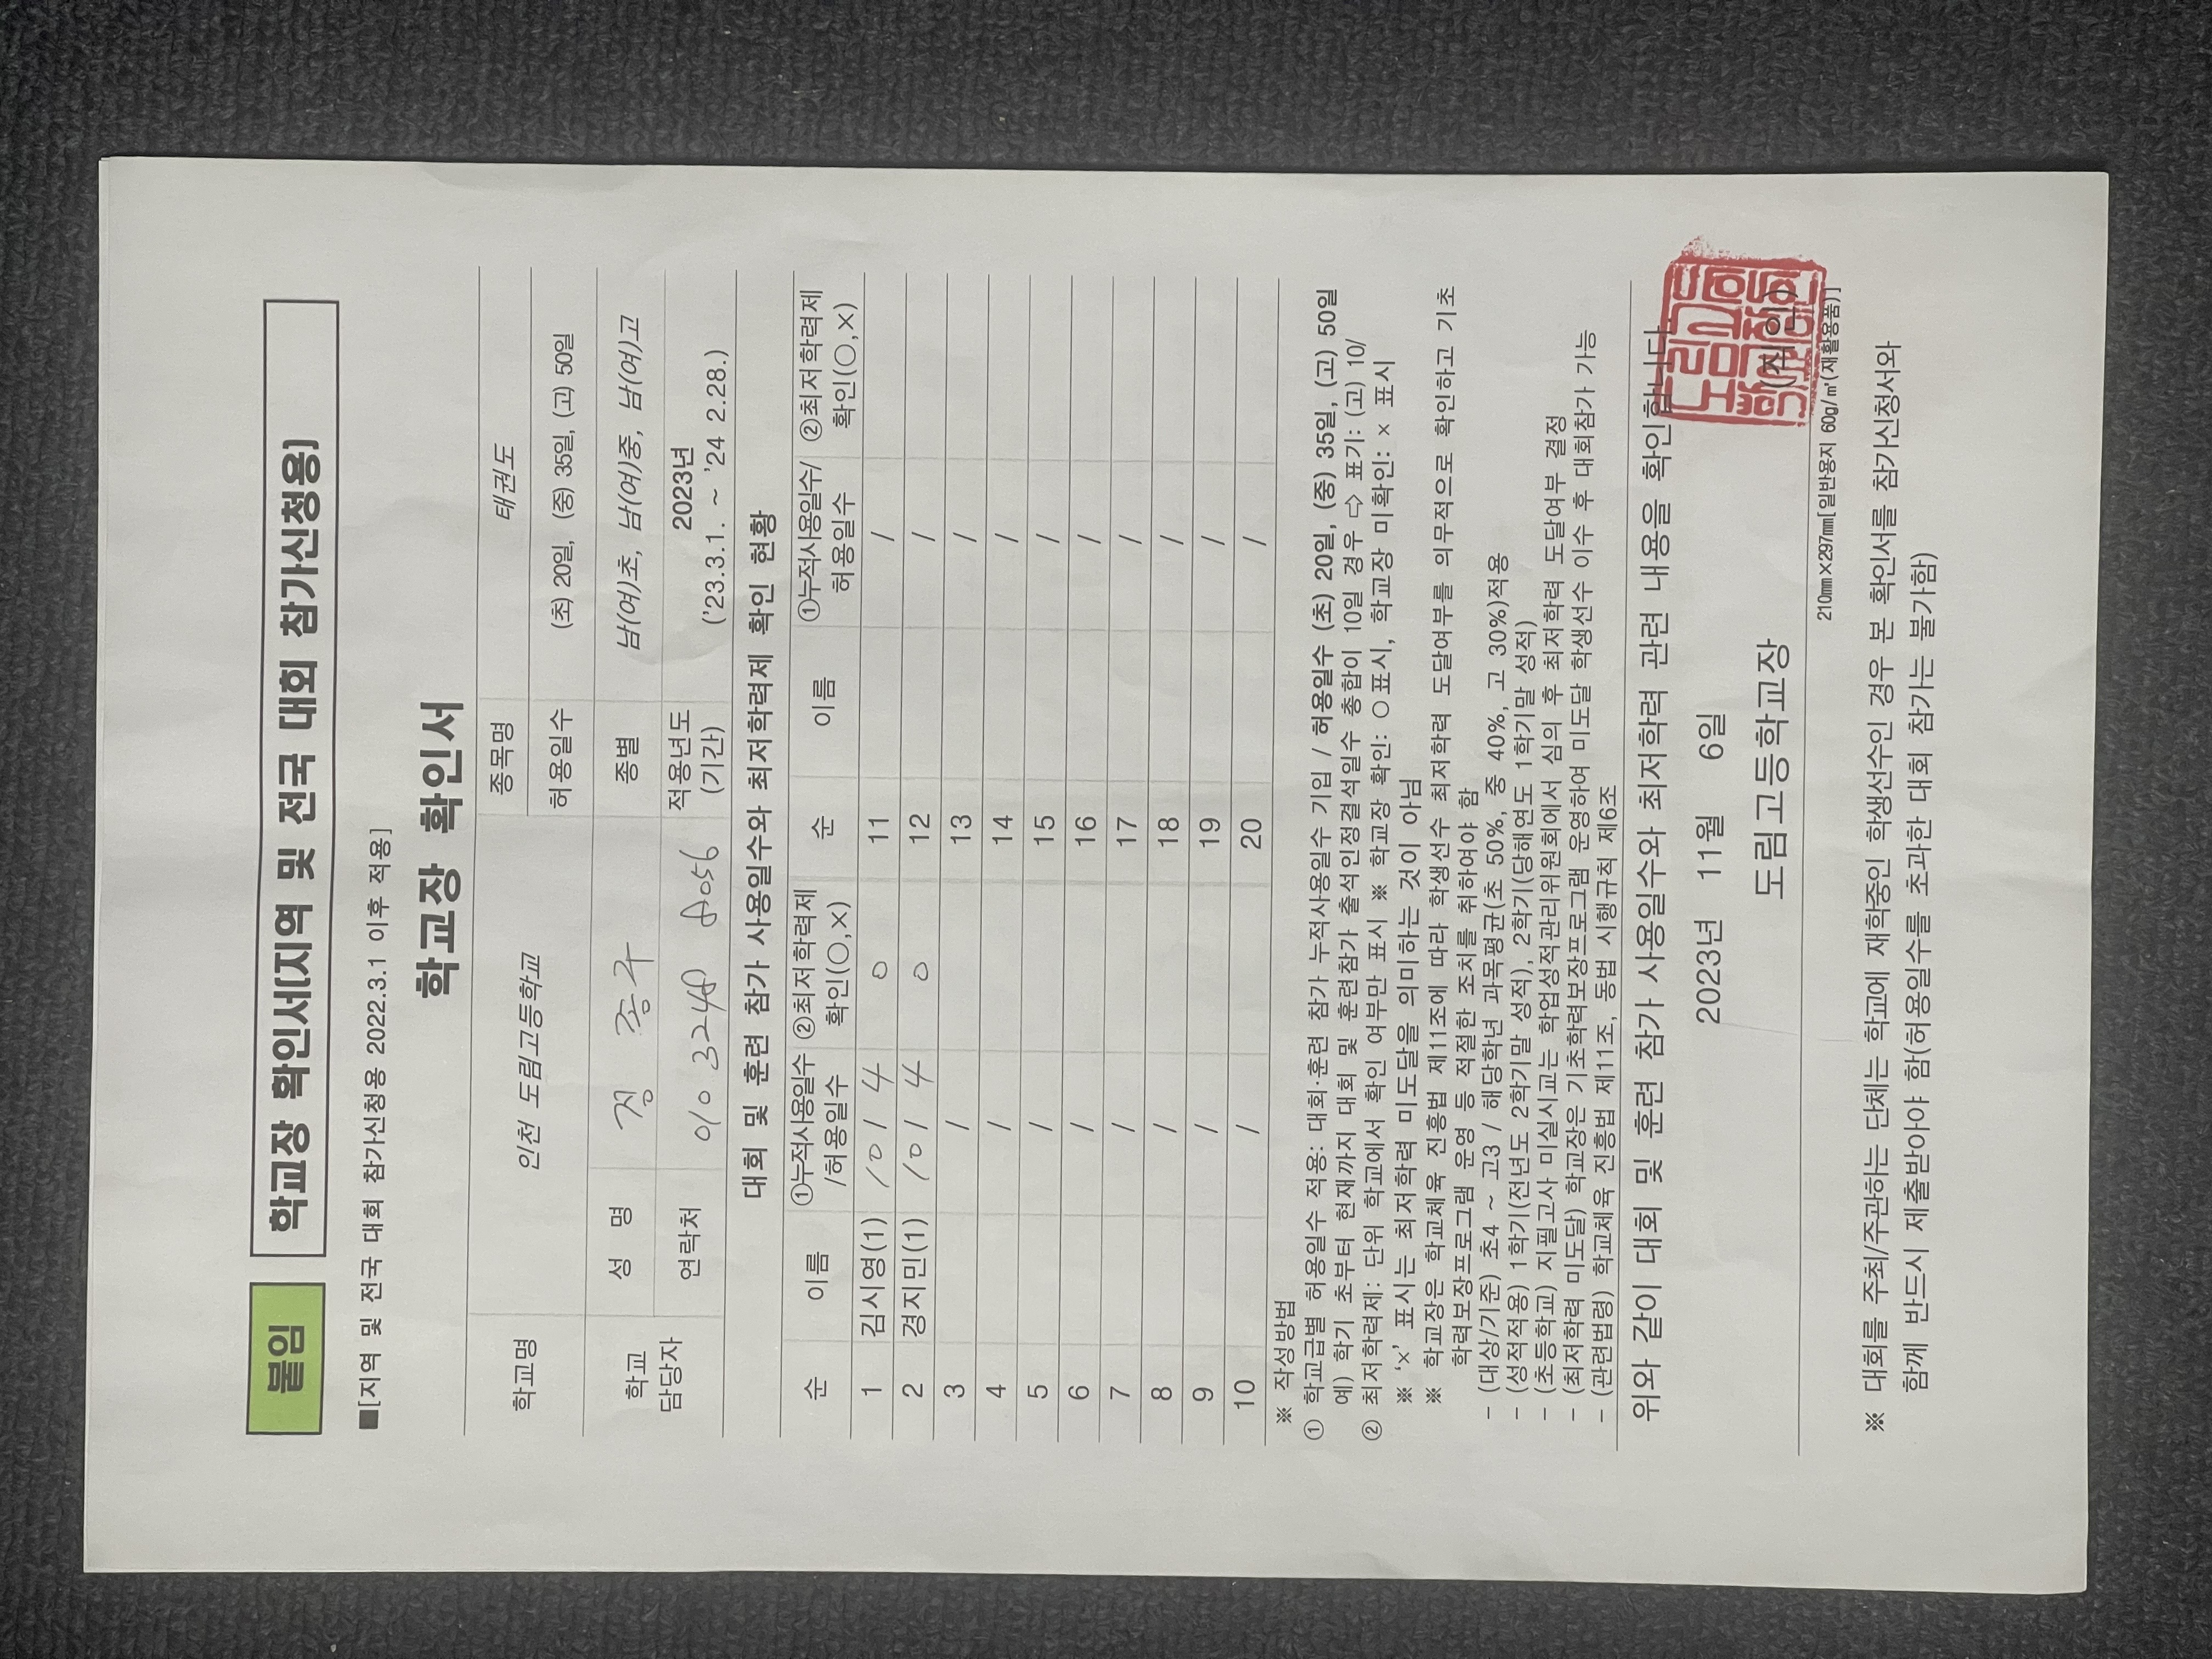 붙임
학교장 확인서(지역 및 전국 대회 참가신청용)
■[지역 및 전국 대회 참가신청용 2022.3.1 이후 적용]
학교장 확인서
학교명 인천 도림고등학교 종목명 태권도
허용일수 (초) 20일, (중) 35일, (고) 50일
학교 담당자 성 명 정 종구 종별 남(여)초, 남(여)중, 남(여)고
연락처 010 3248 8056 적용년도 (기간) 2023년
('23.3.1. ~ '24 2.28.)
대회 및 훈련 참가 사용일수와 최저학력제 확인 현황
순 이름 ①누적사용일수 /허용일수 ②최저학력제 확인(○,×) 순 이름 ①누적사용일수/ 허용일수 ②최저학력제 확인(○,×)
1 김시영(1) 10 / 4 ○ 11 /
2 경지민(1) 10 / 4 ○ 12 /
3 / 13 /
4 / 14 /
5 / 15 /
6 / 16 /
7 / 17 /
8 / 18 /
9 / 19 /
10 / 20 /
※ 작성방법
① 학교급별 허용일수 적용: 대회·훈련 참가 누적사용일수 기입 / 허용일수 (초) 20일, (중) 35일, (고) 50일
예) 학기 초부터 현재까지 대회 및 훈련참가 출석인정결석일수 총합이 10일 경우 ⇨ 표기: (고) 10/
② 최저학력제: 단위 학교에서 확인 여부만 표시 ※ 학교장 확인: ○ 표시, 학교장 미확인: × 표시
※ '×' 표시는 최저학력 미도달을 의미하는 것이 아님
※ 학교장은 학교체육 진흥법 제11조에 따라 학생선수 최저학력 도달여부를 의무적으로 확인하고 기초
학력보장프로그램 운영 등 적절한 조치를 취하여야 함
- (대상/기준) 초4 ~ 고3 / 해당학년 과목평균(초 50%, 중 40%, 고 30%)적용
- (성적적용) 1학기(전년도 2학기말 성적), 2학기(당해연도 1학기말 성적)
- (초등학교) 지필고사 미실시교는 학업성적관리위원회에서 심의 후 최저학력 도달여부 결정
- (최저학력 미도달) 학교장은 기초학력보장프로그램 운영하여 미도달 학생선수 이수 후 대회참가 가능
- (관련법령) 학교체육 진흥법 제11조, 동법 시행규칙 제6조
위와 같이 대회 및 훈련 참가 사용일수와 최저학력 관련 내용을 확인합니다.
2023년 11월 6일
도림고등학교장 (직인)
210㎜×297㎜[일반용지 60g/㎡(재활용품)]
※ 대회를 주최/주관하는 단체는 학교에 재학중인 학생선수인 경우 본 확인서를 참가신청서와
함께 반드시 제출받아야 함(허용일수를 초과한 대회 참가는 불가함)